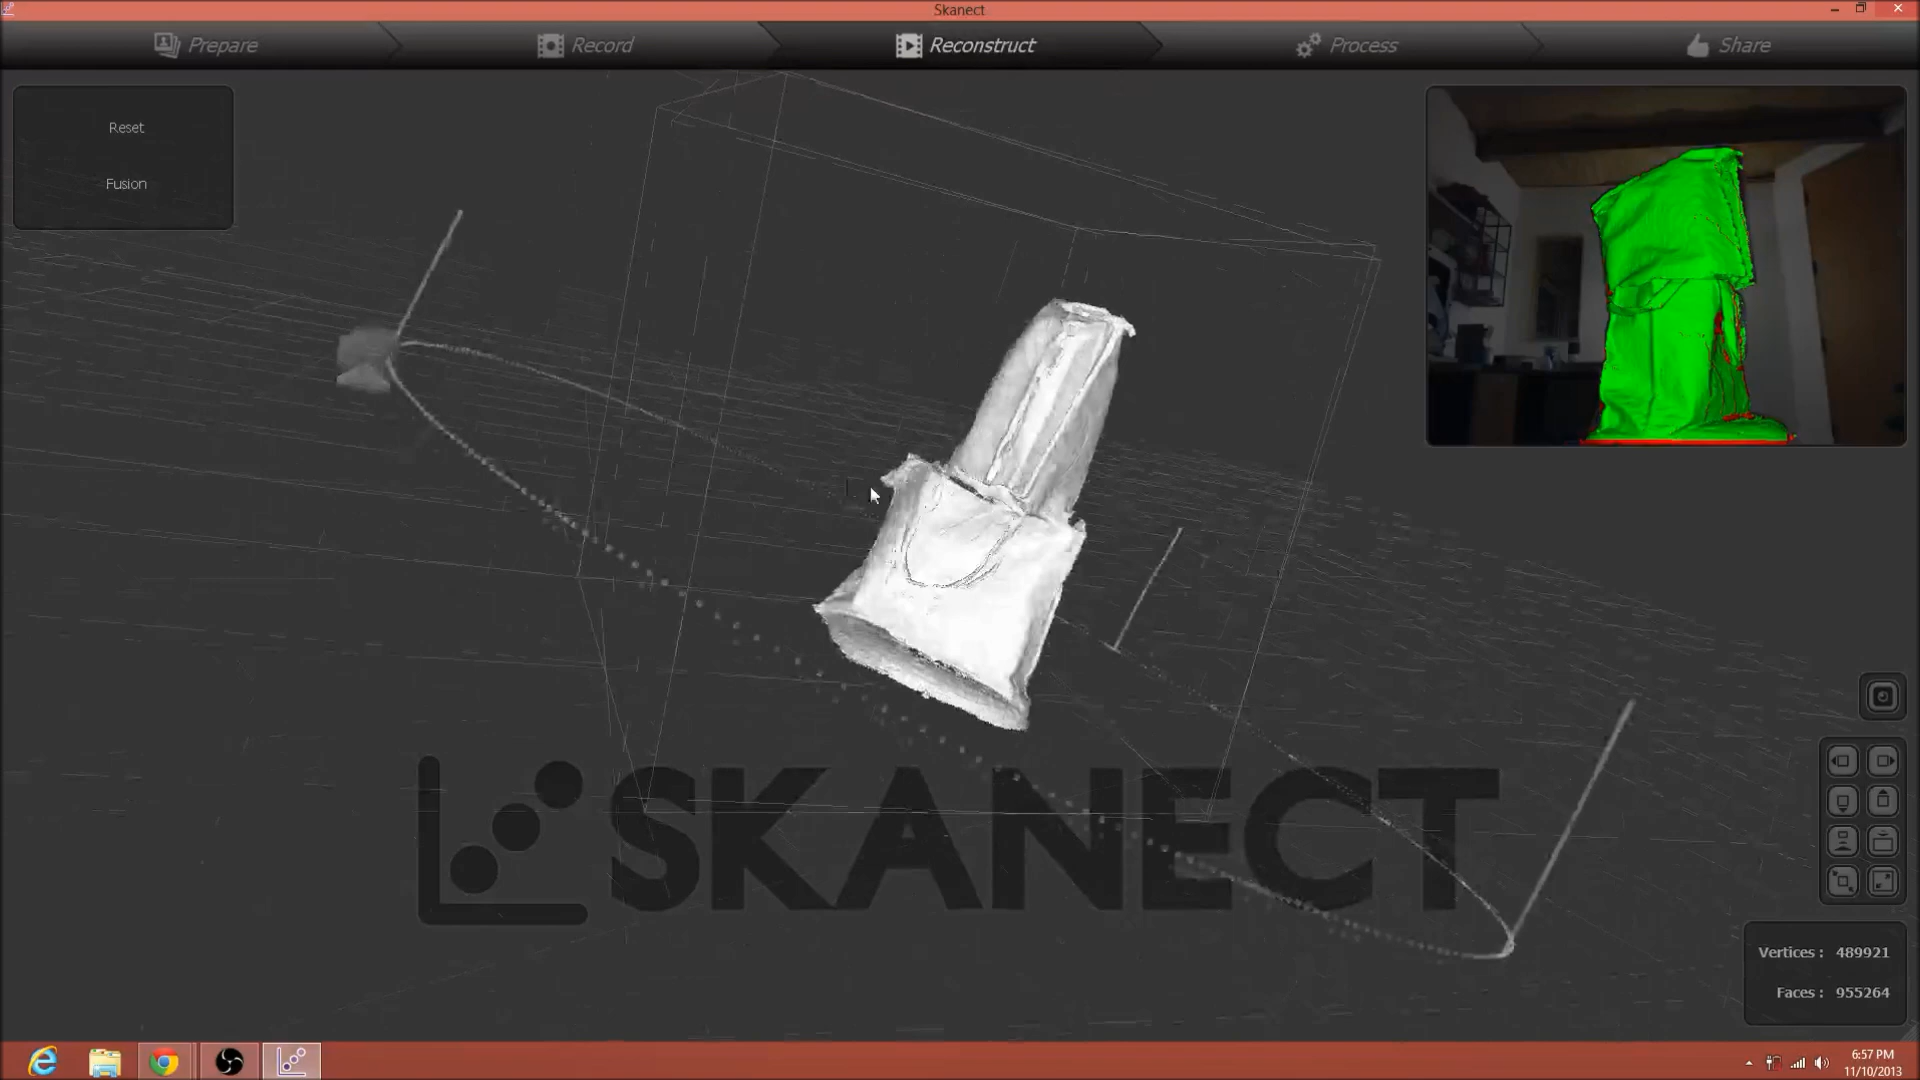 Skanect
Prepare
Record
Reconstruct
Process
Share
Reset
Fusion
SKANECT
Vertices : 489921
Faces : 955264
6:57 PM
11/10/2013